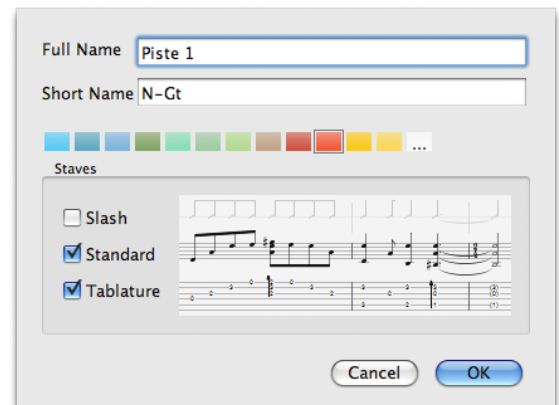 Full Name Piste 1
Short Name N-Gt
...
Staves
Slash
Standard
Tablature
Cancel OK